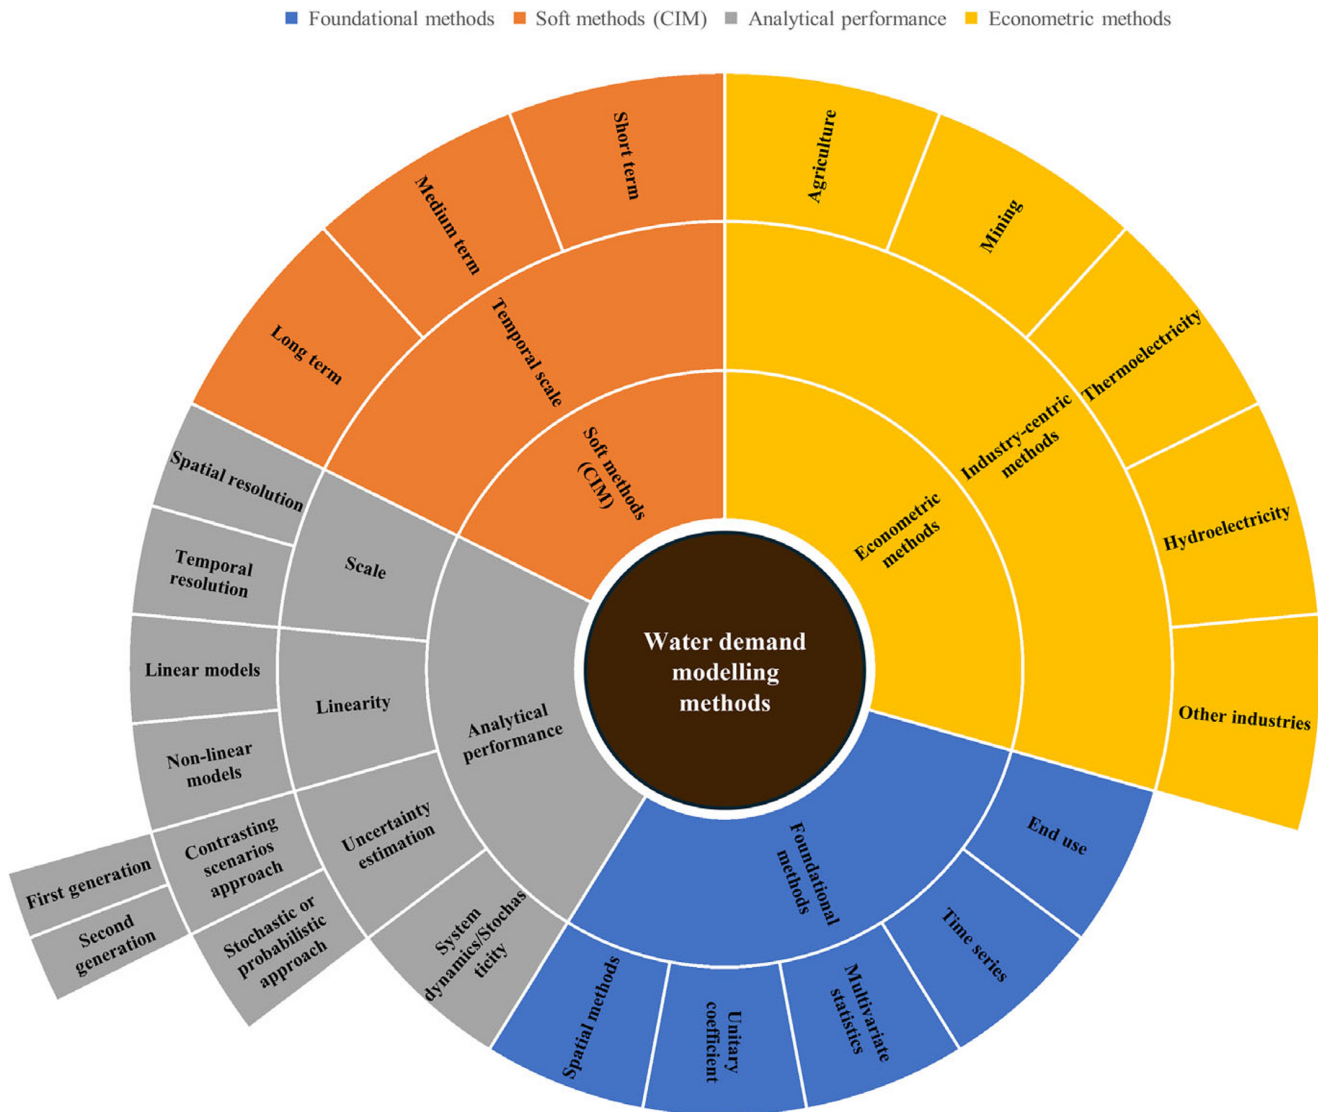 Foundational methods Soft methods (CIM) Analytical performance Econometric methods
Short term
Medium term
Long term
Temporal scale
Soft methods
(CIM)
Agriculture
Mining
Thermoelectricity
Hydroelectricity
Other industries
Industry-centric
methods
Econometric
methods
Water demand
modelling
methods
Spatial resolution
Temporal
resolution
Scale
Linear models
Non-linear
models
Linearity
Analytical
performance
Uncertainty
estimation
Contrasting
scenarios
approach
First generation
Second
generation
Stochastic or
probabilistic
approach
System
dynamics/Stochas
ticity
Foundational
methods
End use
Time series
Multivariate
statistics
Unitary
coefficient
Spatial methods